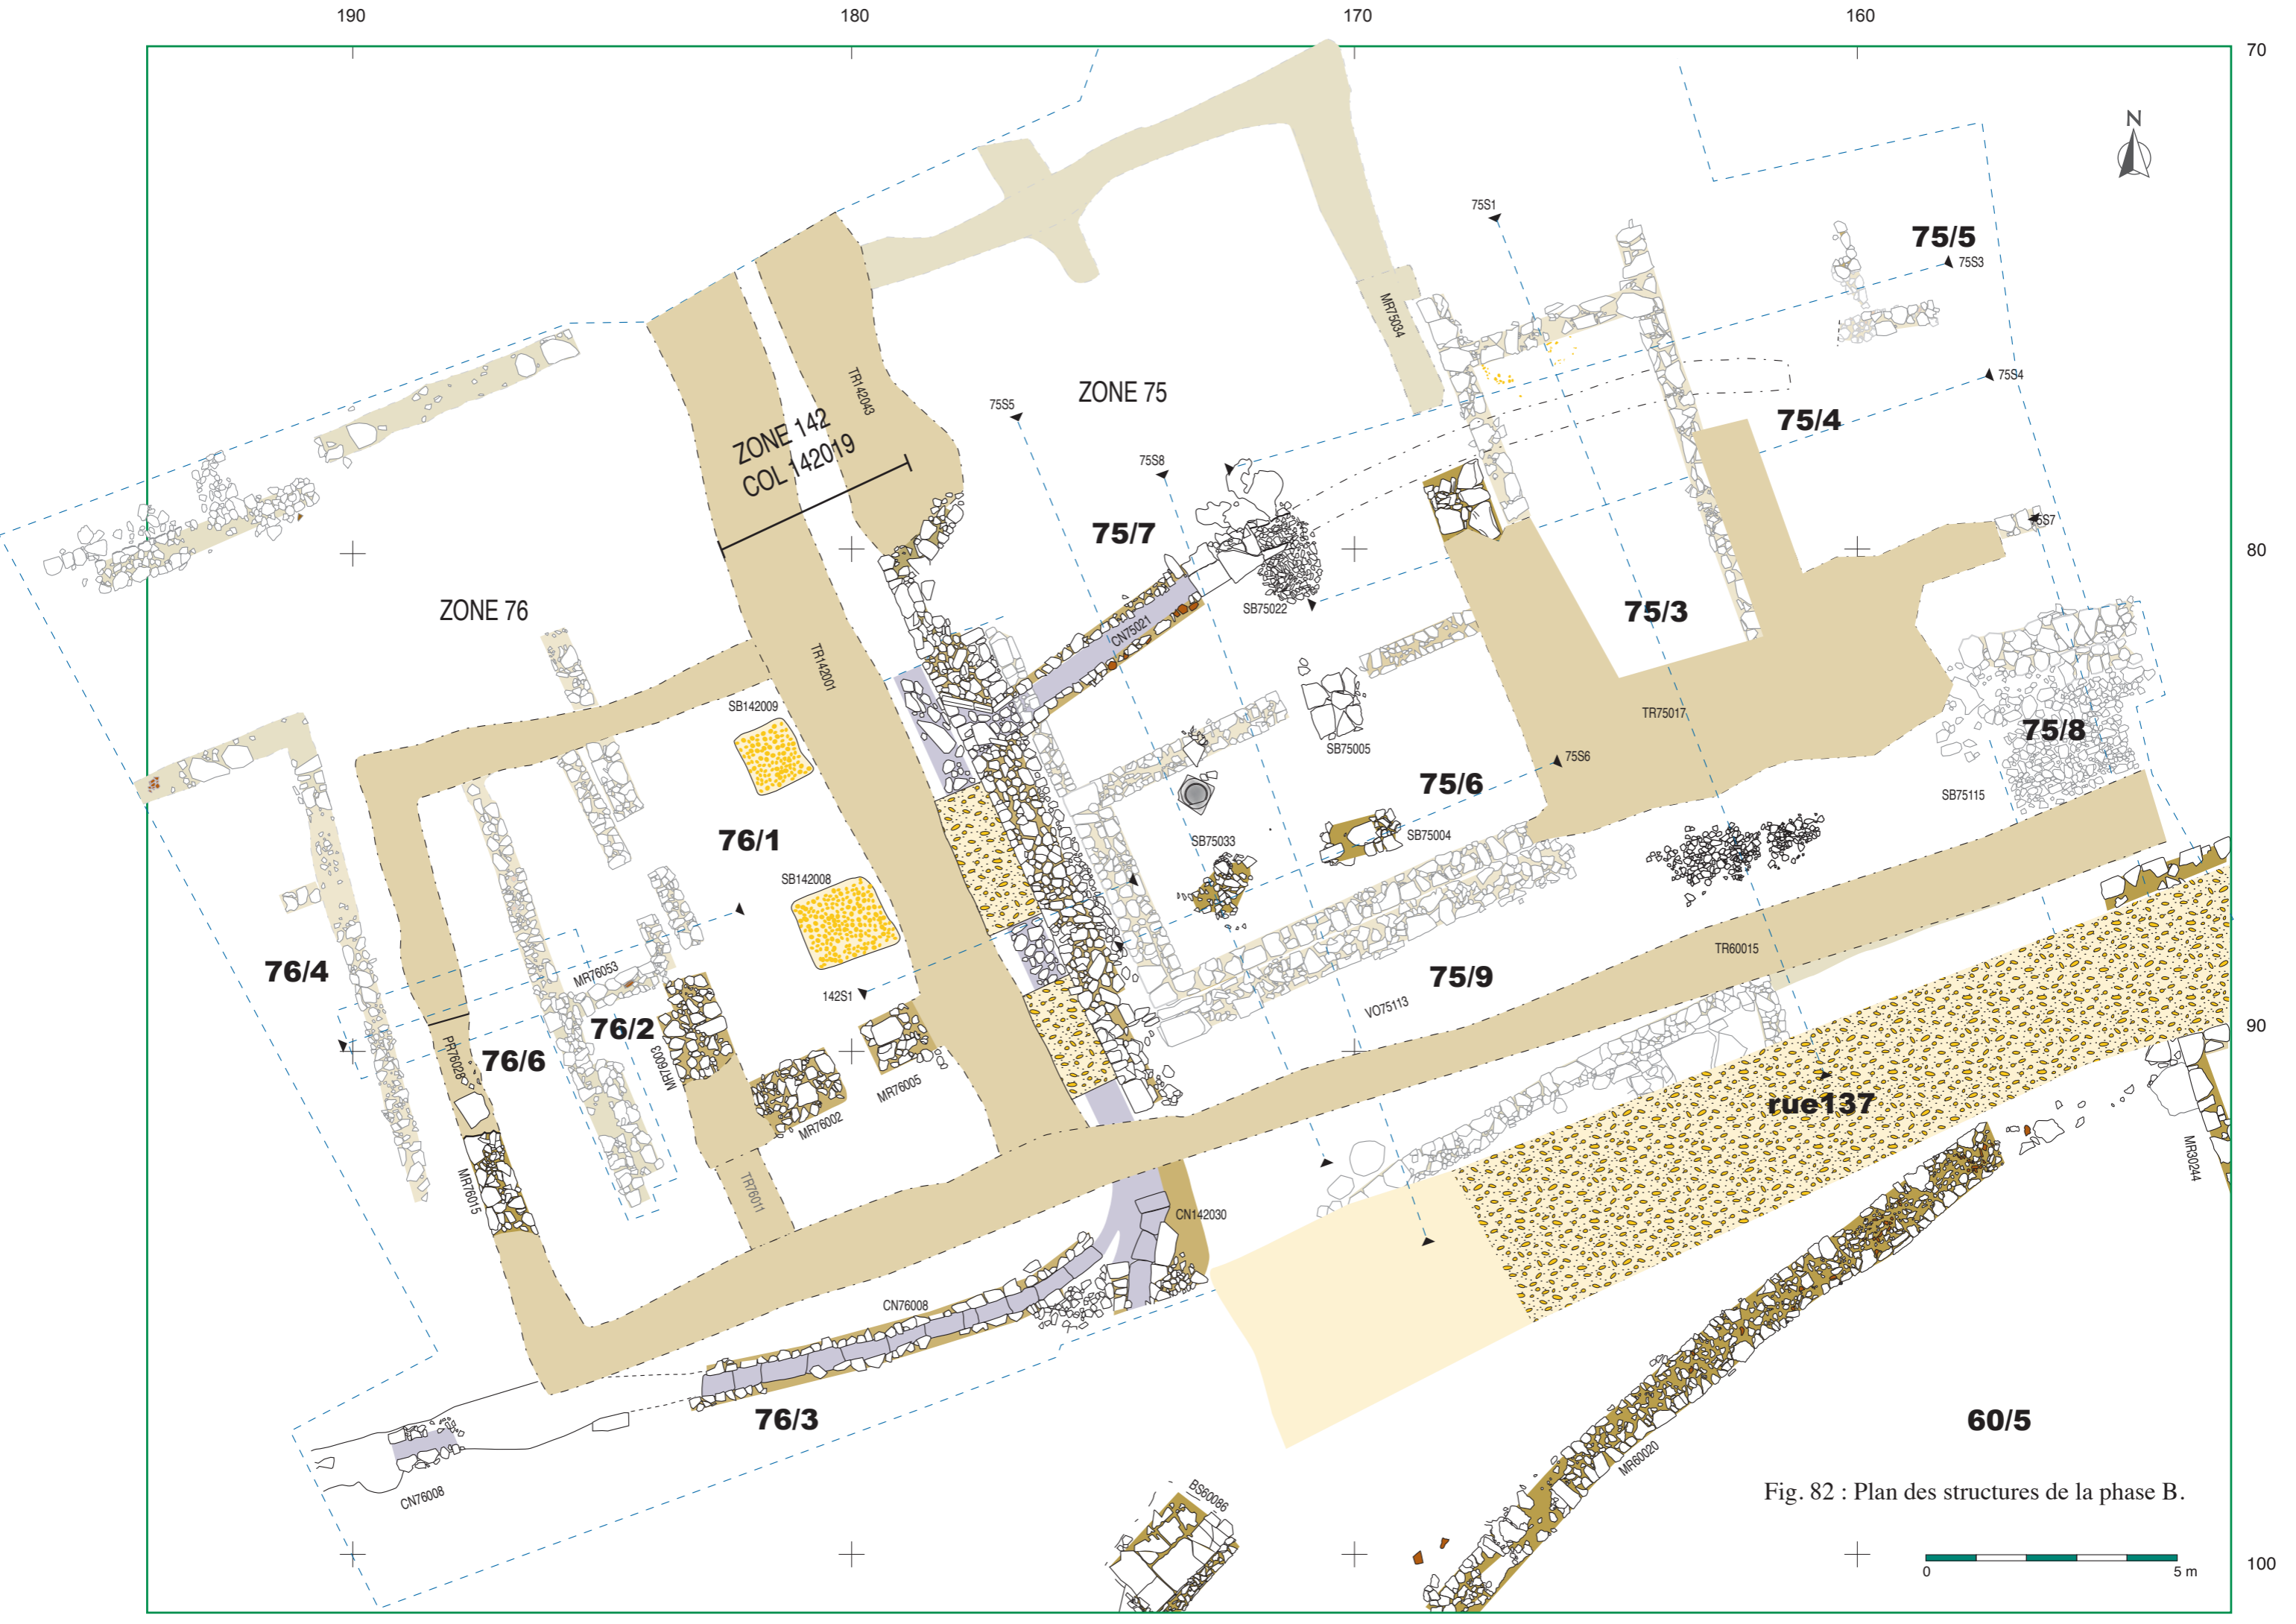 190
180
170
160
70
N
75S1
75/5
75S3
MR75034
TR142043
ZONE 75
75S4
75S5
75/4
ZONE 142
COL 142019
75S8
75/7
75S7
80
ZONE 76
SB75022
CN75021
75/3
TR142001
SB142009
TR75017
75/8
SB75005
75S6
75/6
SB75115
76/1
SB75033
SB75004
SB142008
TR60015
76/4
MR76053
75/9
142S1
VO75113
90
76/2
PR76028
76/6
MR76003
MR76005
rue137
MR76002
MR30244
MR76015
TR76011
CN142030
CN76008
76/3
60/5
MR60020
CN76008
BS60086
Fig. 82 : Plan des structures de la phase B.
100
0
5 m